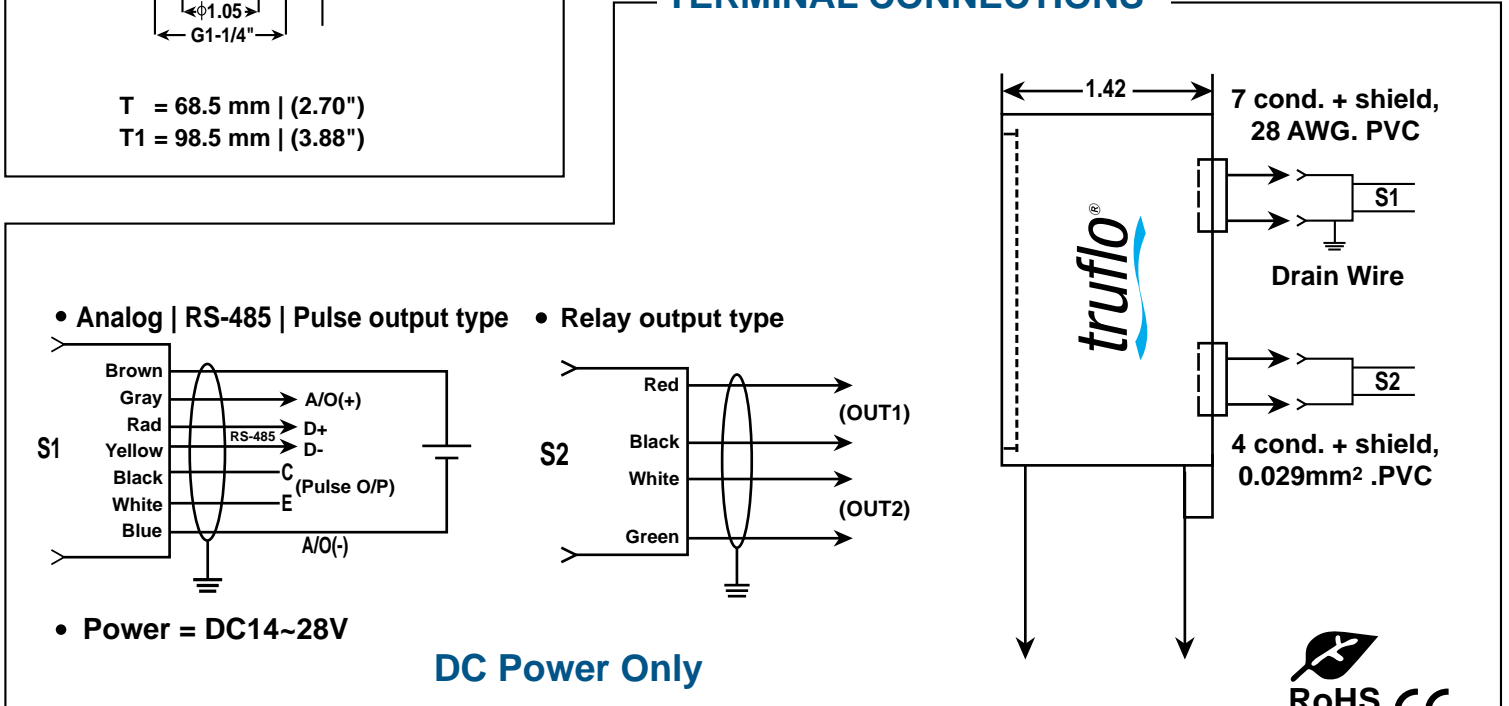 ϕ1.05
G1-1/4"
T = 68.5 mm | (2.70")
T1 = 98.5 mm | (3.88")
TERMINAL CONNECTIONS
1.42
7 cond. + shield,
28 AWG. PVC
S1
Drain Wire
truflo®
S2
4 cond. + shield,
0.029mm² .PVC
• Analog | RS-485 | Pulse output type
S1
Brown
Gray
Rad
Yellow
Black
White
Blue
A/O(+)
RS-485
D+
D-
C
(Pulse O/P)
E
A/O(-)
• Relay output type
S2
Red
Black
White
Green
(OUT1)
(OUT2)
• Power = DC14~28V
DC Power Only
RoHS CE